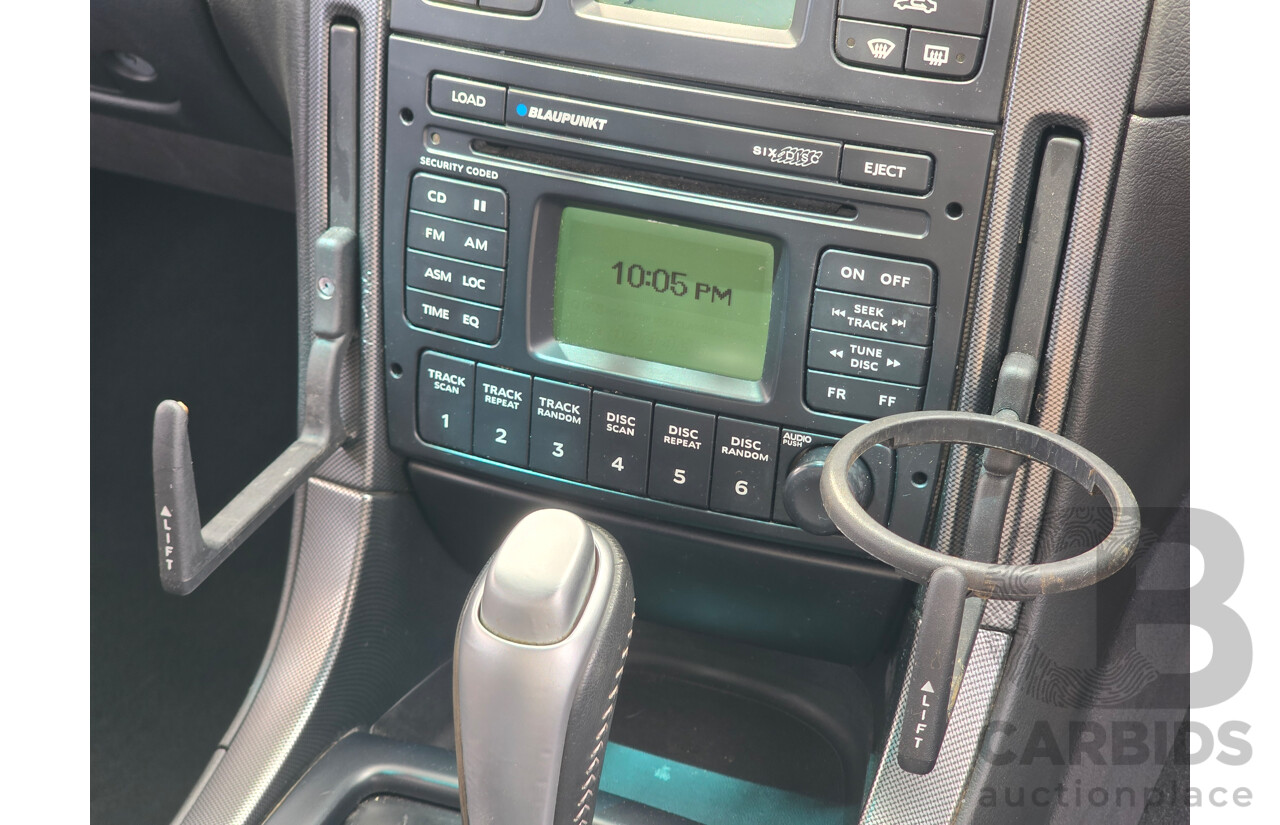 LOAD
BLAUPUNKT
SIX DISC
EJECT
SECURITY CODED
CD
FM AM
ASM LOC
TIME EQ
10:05 PM
ON OFF
SEEK
TRACK
TUNE
DISC
FR FF
TRACK
SCAN
1
TRACK
REPEAT
2
TRACK
RANDOM
3
DISC
SCAN
4
DISC
REPEAT
5
DISC
RANDOM
6
AUDIO
PUSH
LIFT
LIFT
B
CARBIDS
auctionplace